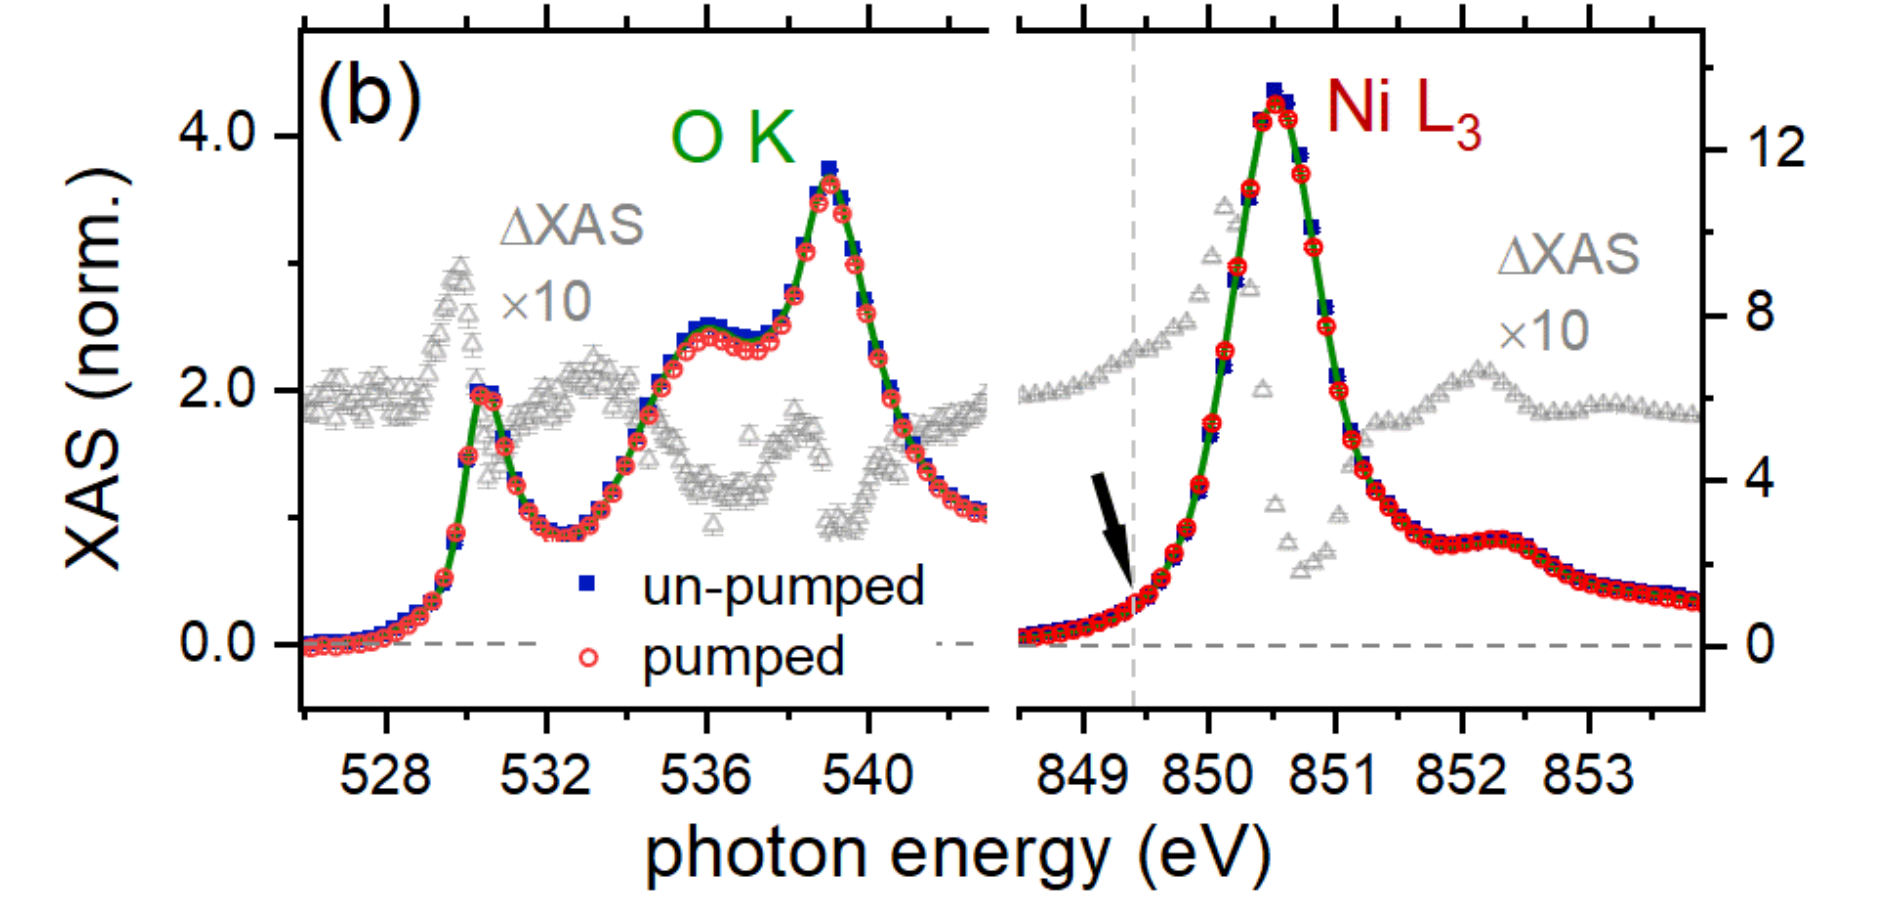 (b)
O K
Ni L3
ΔXAS
×10
ΔXAS
×10
4.0
2.0
0.0
12
8
4
0
XAS (norm.)
un-pumped
pumped
528 532 536 540 849 850 851 852 853
photon energy (eV)